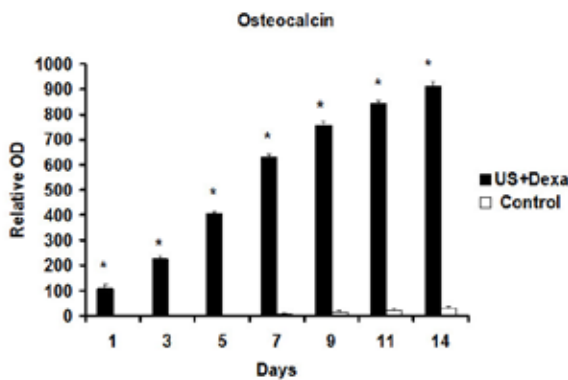 Osteocalcin
1000
900
800
700
600
500
400
300
200
100
0
Relative OD
* * * * * * *
1 3 5 7 9 11 14
Days
US+Dexa
Control